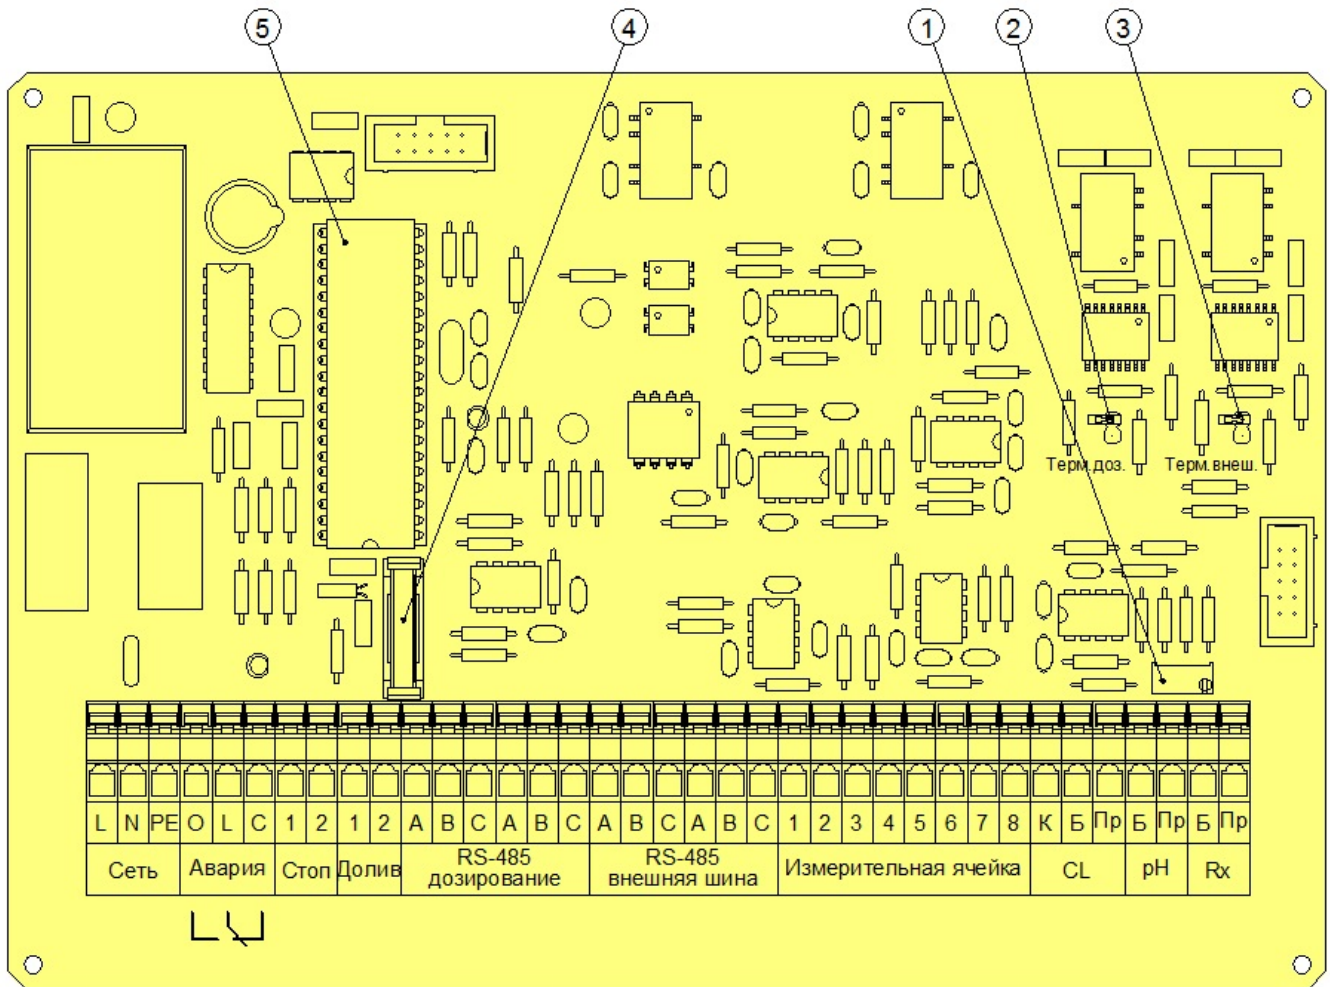 5 4 1 2 3
Терм.доз. Терм.внеш.
L N PE O L C 1 2 1 2 A B C A B C A B C A B C 1 2 3 4 5 6 7 8 К Б Пр Б Пр Б Пр
Сеть Авария Стоп Долив RS-485 дозирование RS-485 внешняя шина Измерительная ячейка CL pH Rx